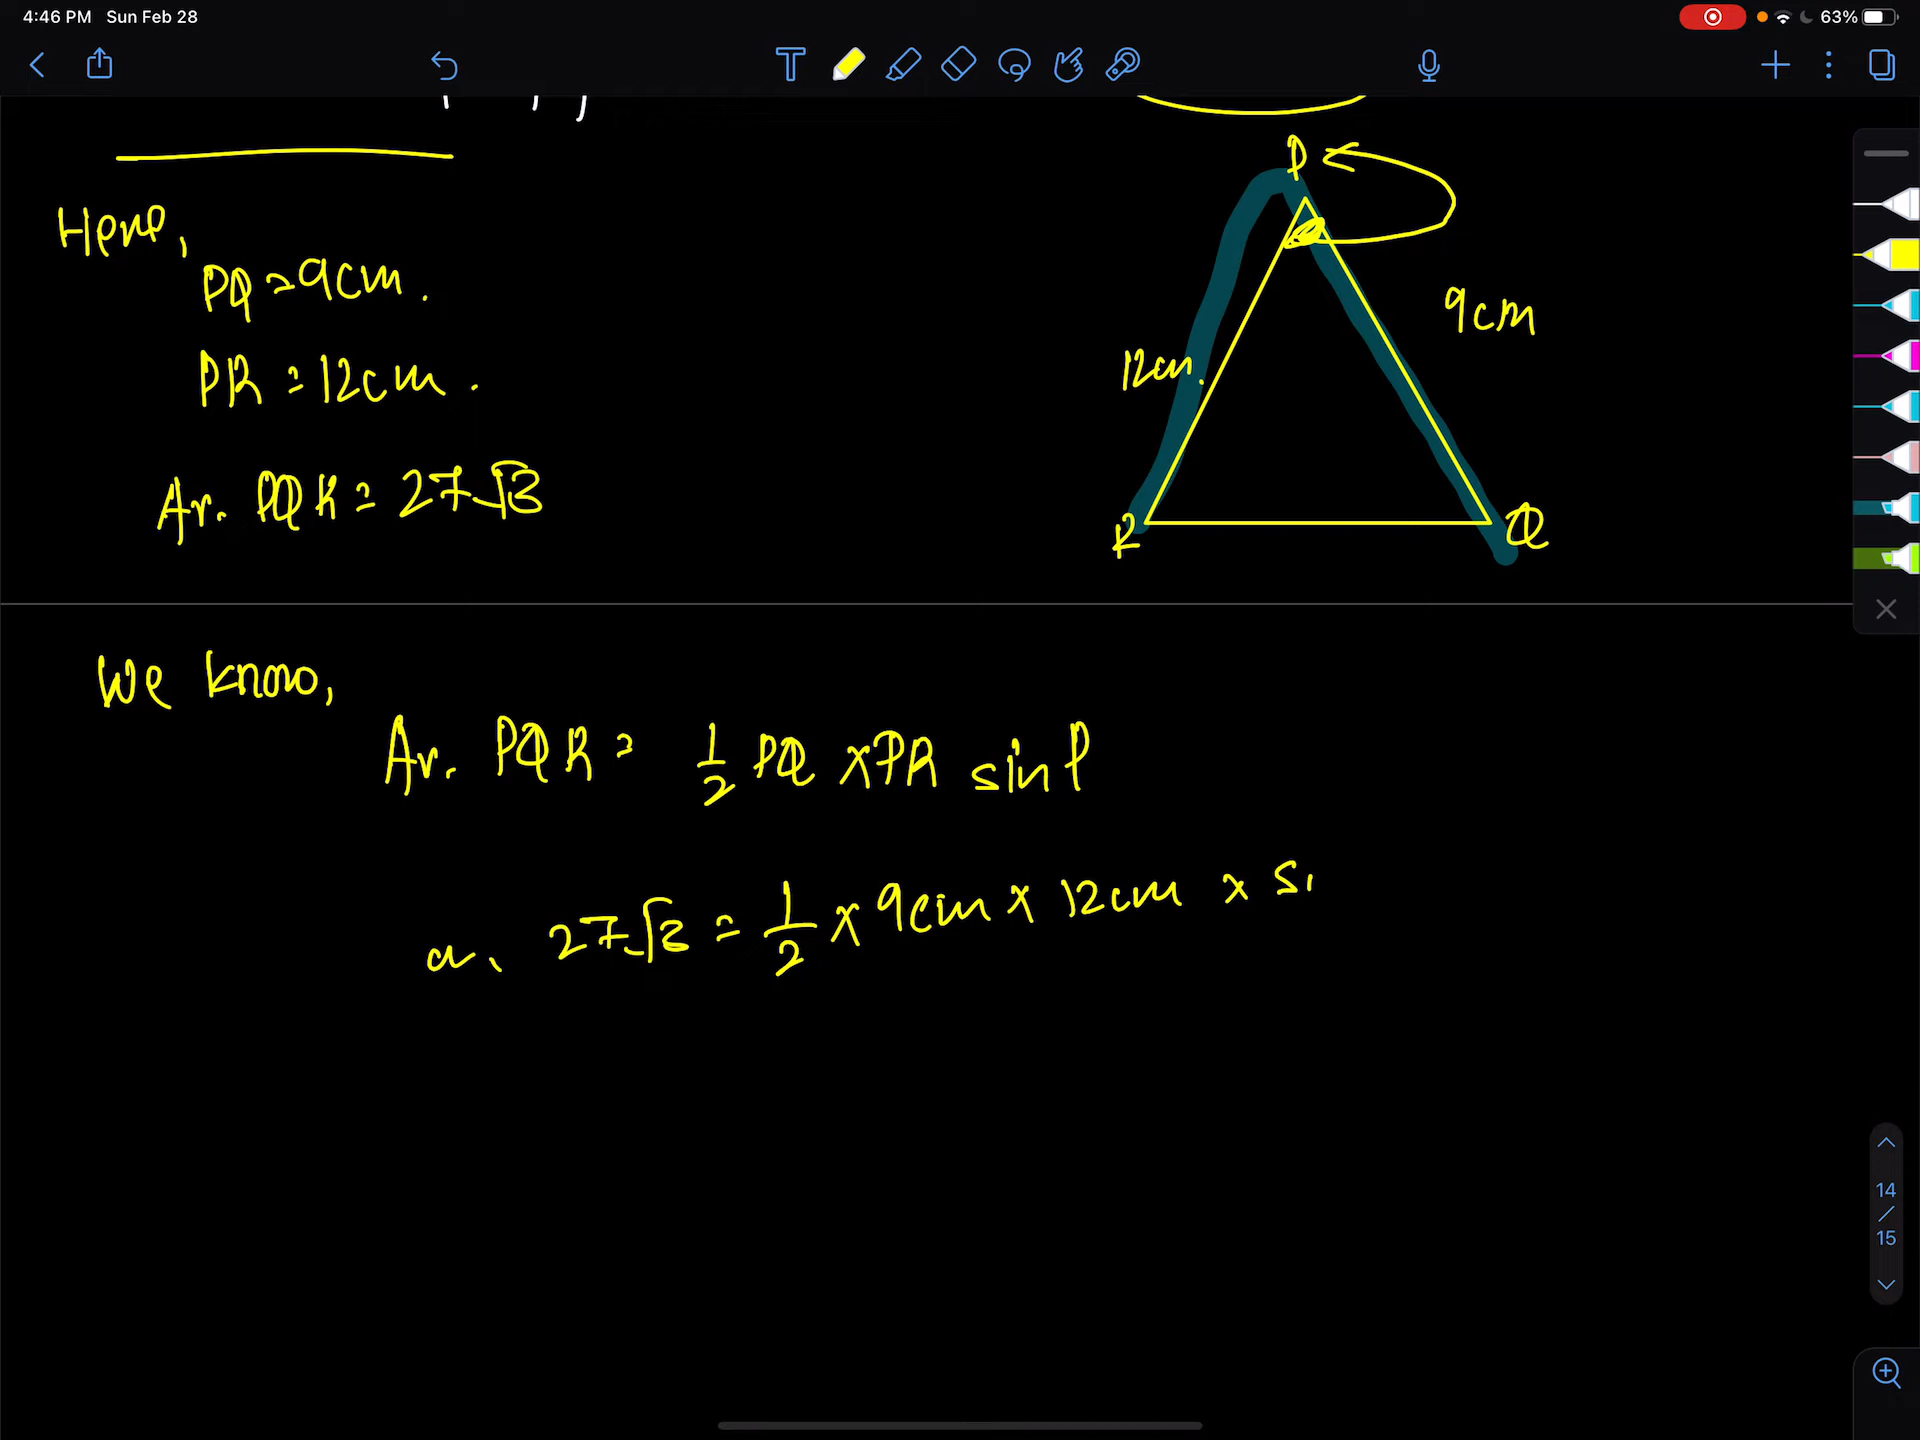 4:46 PM Sun Feb 28
63%
Here,
PQ = 9cm.
PR = 12cm.
Ar. PQR = 27√3
P
12cm.
9cm
R
Q
We know,
Ar. PQR = 1/2 PQ × PR sin P
27√3 = 1/2 × 9cm × 12cm × si
14
/
15